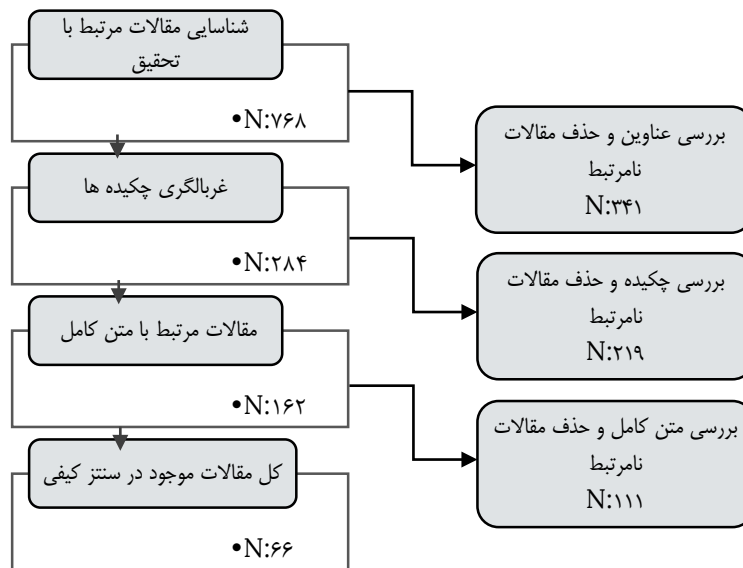 شناسایی مقالات مرتبط با
تحقیق
•N:۷۶۸
بررسی عناوین و حذف مقالات
نامرتبط
N:۳۴۱
غربالگری چکیده ها
•N:۲۸۴
بررسی چکیده و حذف مقالات
نامرتبط
N:۲۱۹
مقالات مرتبط با متن کامل
•N:۱۶۲
بررسی متن کامل و حذف مقالات
نامرتبط
N:۱۱۱
کل مقالات موجود در سنتز کیفی
•N:۶۶